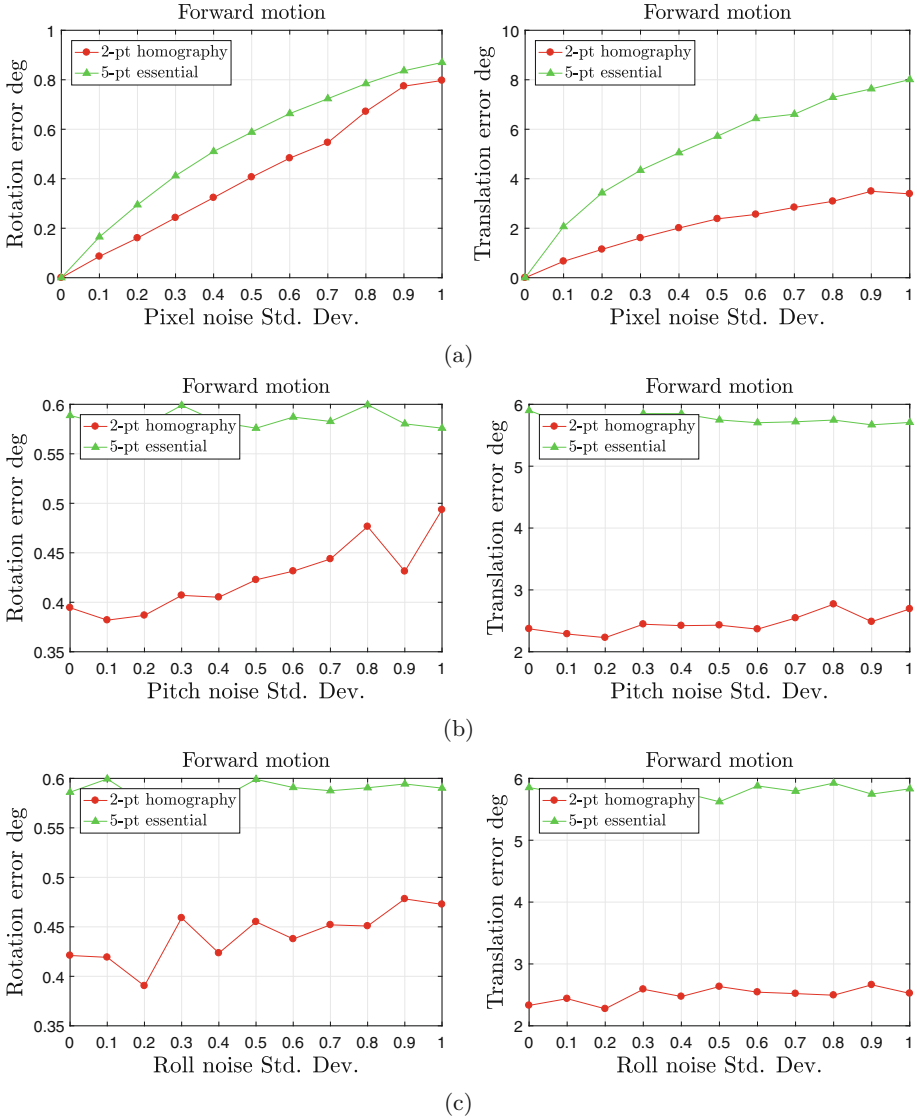 Forward motion
Forward motion
Rotation error deg
1
0.8
0.6
0.4
0.2
0
2-pt homography
5-pt essential
0 0.1 0.2 0.3 0.4 0.5 0.6 0.7 0.8 0.9 1
Pixel noise Std. Dev.
Translation error deg
10
8
6
4
2
0
2-pt homography
5-pt essential
0 0.1 0.2 0.3 0.4 0.5 0.6 0.7 0.8 0.9 1
Pixel noise Std. Dev.
(a)
Forward motion
Forward motion
Rotation error deg
0.6
0.55
0.5
0.45
0.4
0.35
2-pt homography
5-pt essential
0 0.1 0.2 0.3 0.4 0.5 0.6 0.7 0.8 0.9 1
Pitch noise Std. Dev.
Translation error deg
6
5
4
3
2
2-pt homography
5-pt essential
0 0.1 0.2 0.3 0.4 0.5 0.6 0.7 0.8 0.9 1
Pitch noise Std. Dev.
(b)
Forward motion
Forward motion
Rotation error deg
0.6
0.55
0.5
0.45
0.4
0.35
2-pt homography
5-pt essential
0 0.1 0.2 0.3 0.4 0.5 0.6 0.7 0.8 0.9 1
Roll noise Std. Dev.
Translation error deg
6
5
4
3
2
2-pt homography
5-pt essential
0 0.1 0.2 0.3 0.4 0.5 0.6 0.7 0.8 0.9 1
Roll noise Std. Dev.
(c)